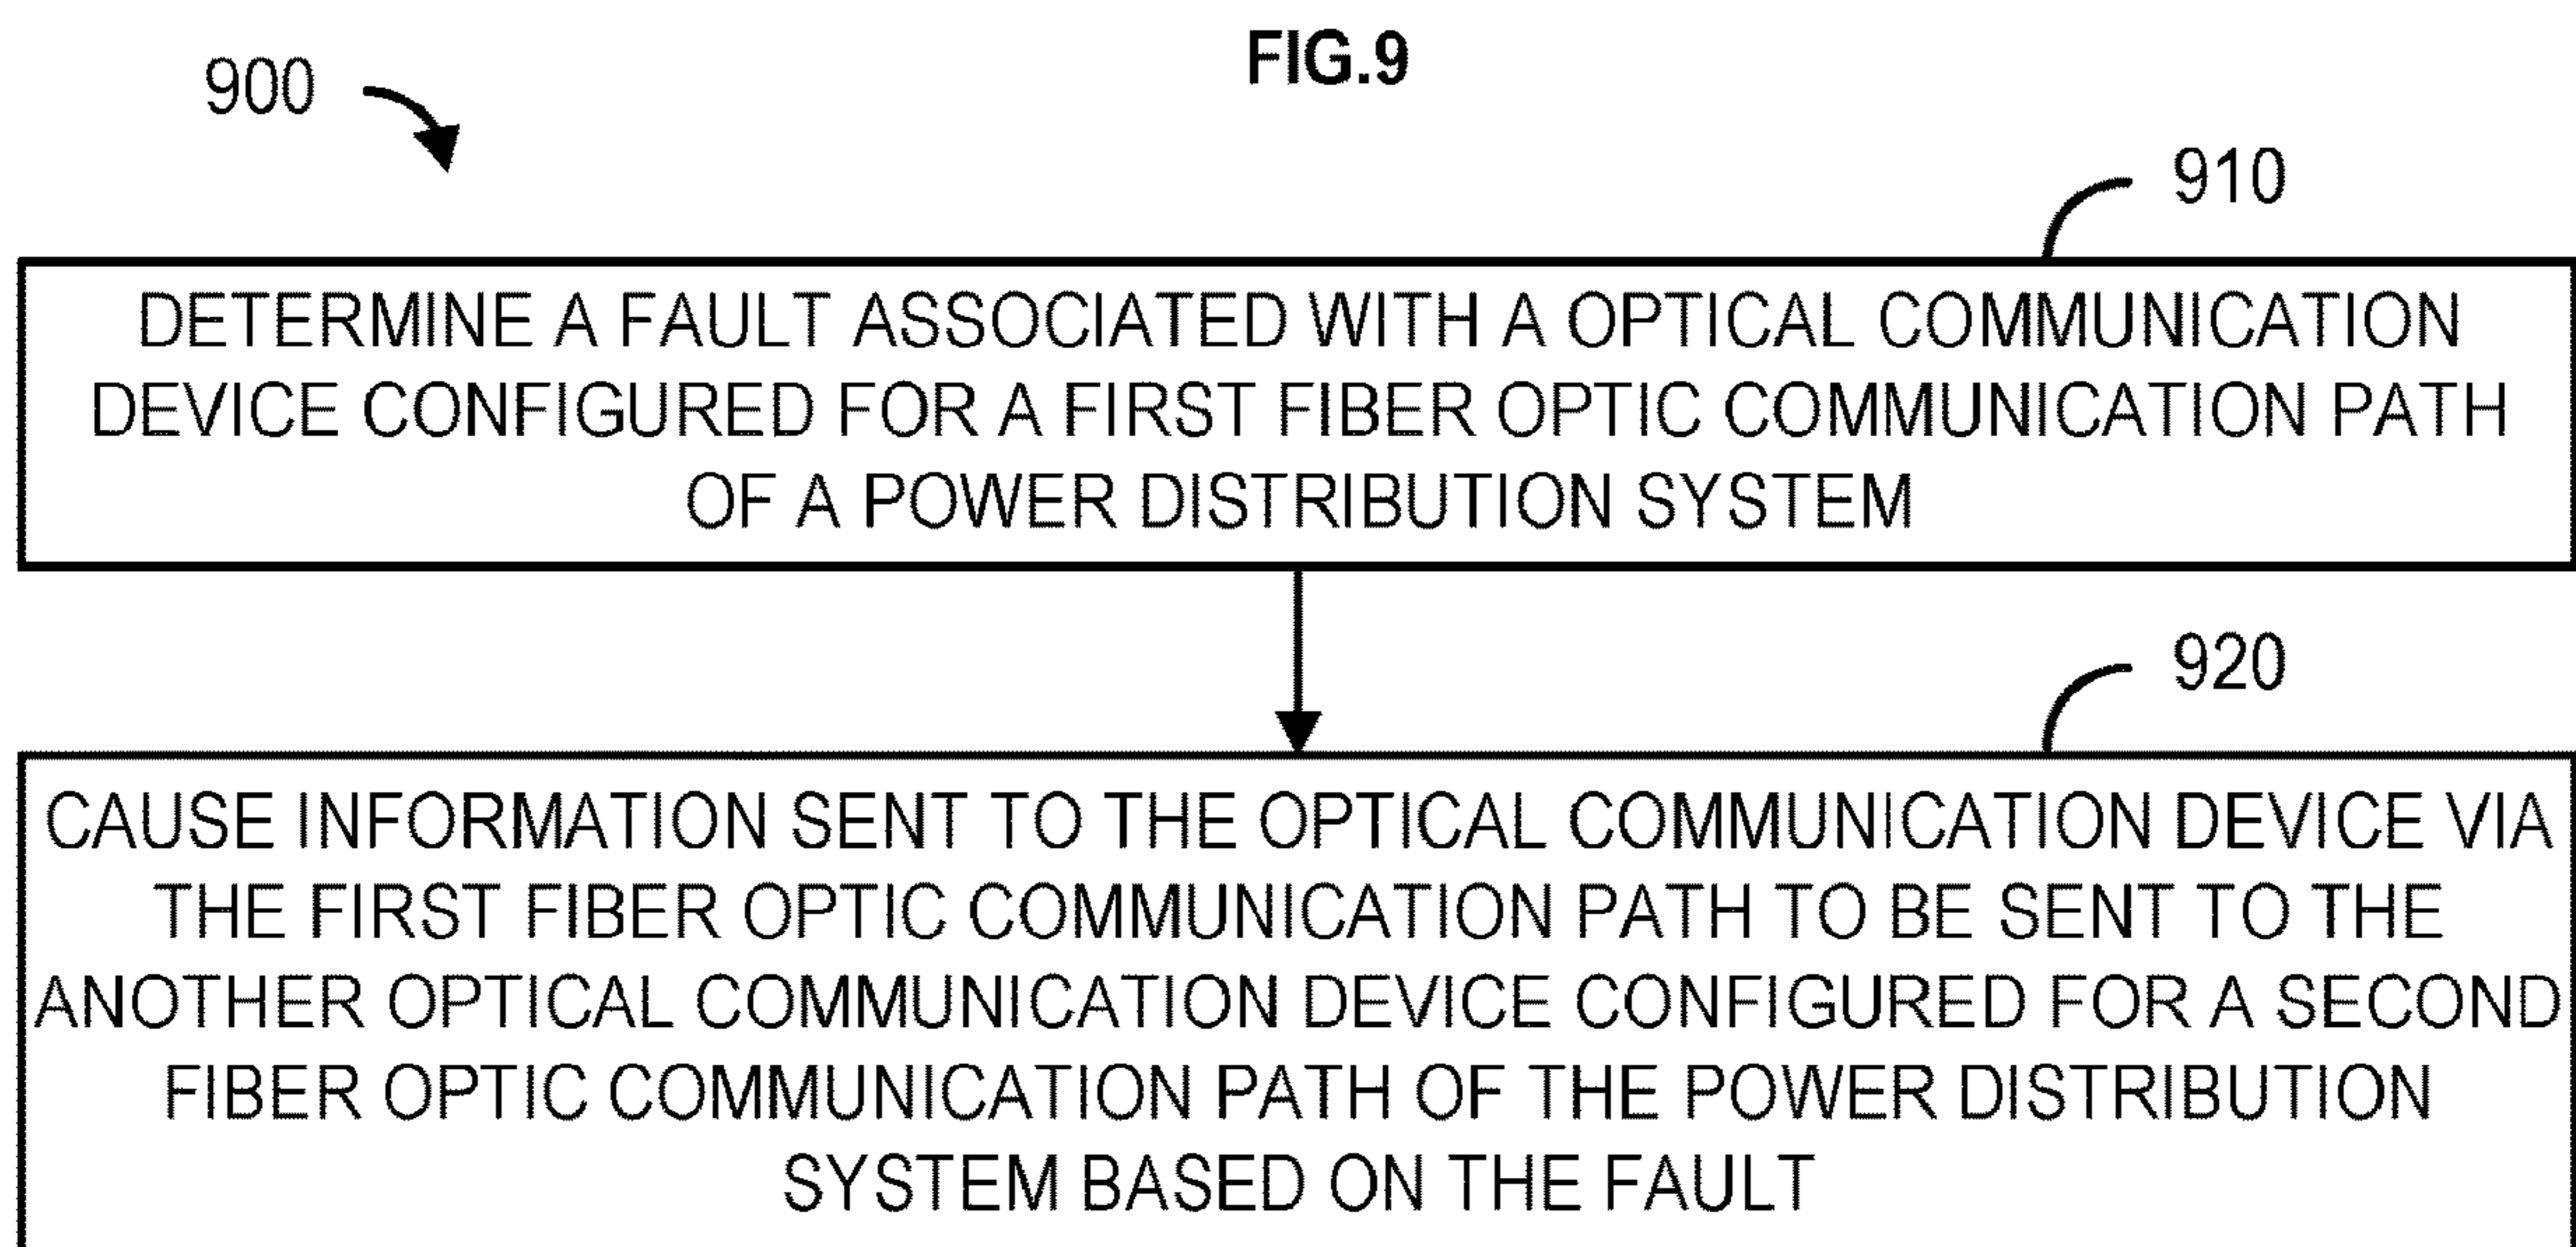 FIG.9
900
910
DETERMINE A FAULT ASSOCIATED WITH A OPTICAL COMMUNICATION
DEVICE CONFIGURED FOR A FIRST FIBER OPTIC COMMUNICATION PATH
OF A POWER DISTRIBUTION SYSTEM
920
CAUSE INFORMATION SENT TO THE OPTICAL COMMUNICATION DEVICE VIA
THE FIRST FIBER OPTIC COMMUNICATION PATH TO BE SENT TO THE
ANOTHER OPTICAL COMMUNICATION DEVICE CONFIGURED FOR A SECOND
FIBER OPTIC COMMUNICATION PATH OF THE POWER DISTRIBUTION
SYSTEM BASED ON THE FAULT